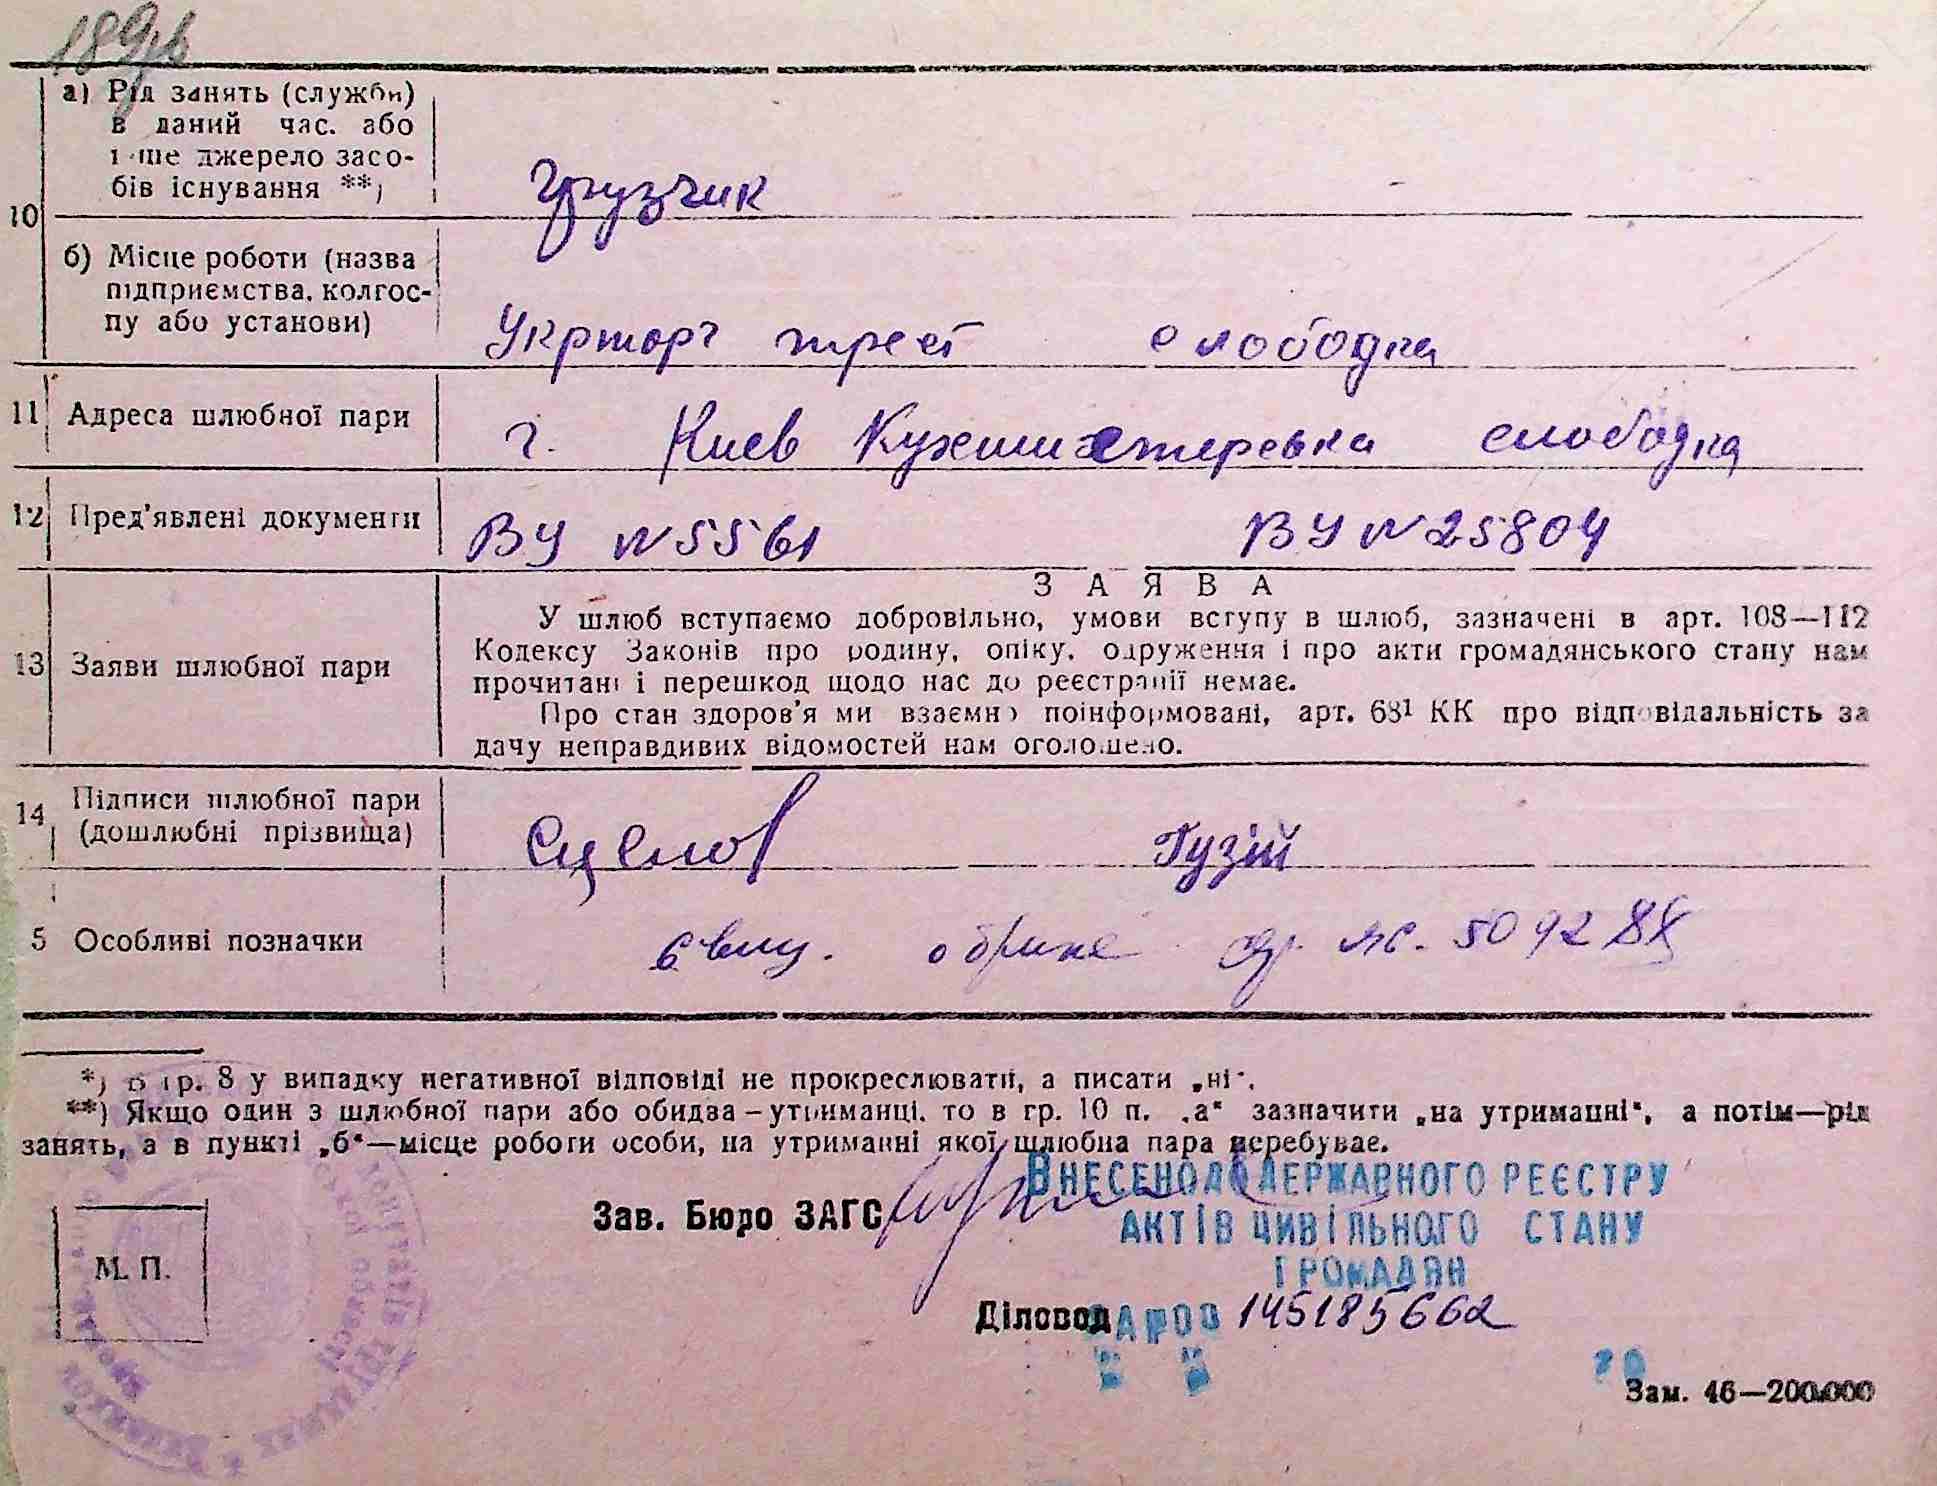 189зв
10
а) Рід занять (служби)
в даний час. або
інше джерело засо-
бів існування **)
Грузчик
б) Місце роботи (назва
підприємства, колгос-
пу або установи)
Укрторг трест слободка
11 Адреса шлюбної пари
г. Киев слободка
12 Пред'явлені документи
ВУ №5561 ВУ №25804
13 Заяви шлюбної пари
ЗАЯВА
У шлюб вступаємо добровільно, умови вступу в шлюб, зазначені в арт. 108—112
Кодексу Законів про родину, опіку, одруження і про акти громадянського стану нам
прочитані і перешкод щодо нас до реєстрації немає.
Про стан здоров'я ми взаємно поінформовані, арт. 68¹ КК про відповідальність за
дачу неправдивих відомостей нам оголошено.
14 Підписи шлюбної пари
(дошлюбні прізвища)
Гузій
5 Особливі позначки
509288
*) В гр. 8 у випадку негативної відповіді не прокреслювати, а писати „ні“.
**) Якщо один з шлюбної пари або обидва – утриманці, то в гр. 10 п. „а“ зазначити „на утриманні“, а потім—рід
занять, а в пункті „б“—місце роботи особи, на утриманні якої шлюбна пара перебуває.
Зав. Бюро ЗАГС
ВНЕСЕНО ДО ДЕРЖАВНОГО РЕЄСТРУ
АКТІВ ЦИВІЛЬНОГО СТАНУ
ГРОМАДЯН
М. П.
Діловод
145185662
20
Зам. 46—200.000